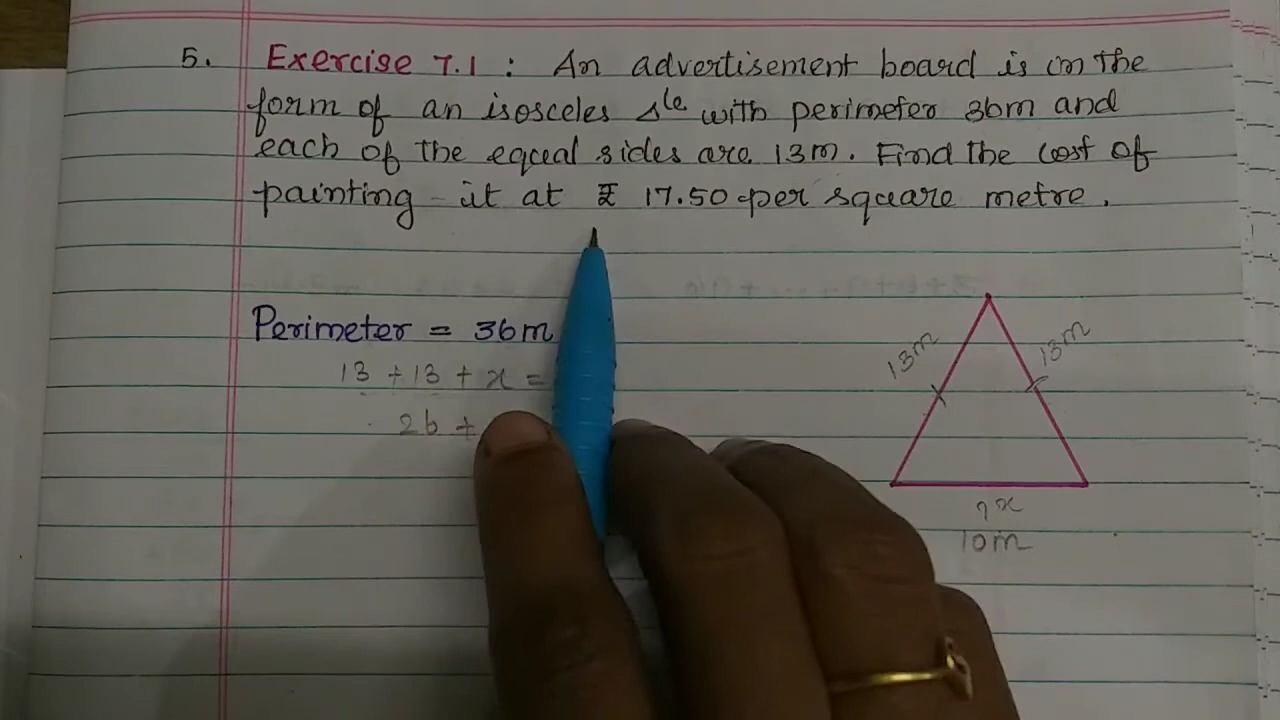 5. Exercise 7.1 : An advertisement board is in the
form of an isosceles Δle with perimeter 36m and
each of the equal sides are 13m. Find the cost of
painting it at ₹ 17.50 per square metre.
Perimeter = 36m
13 + 13 + x =
26 +
13m
13m
? x
10m